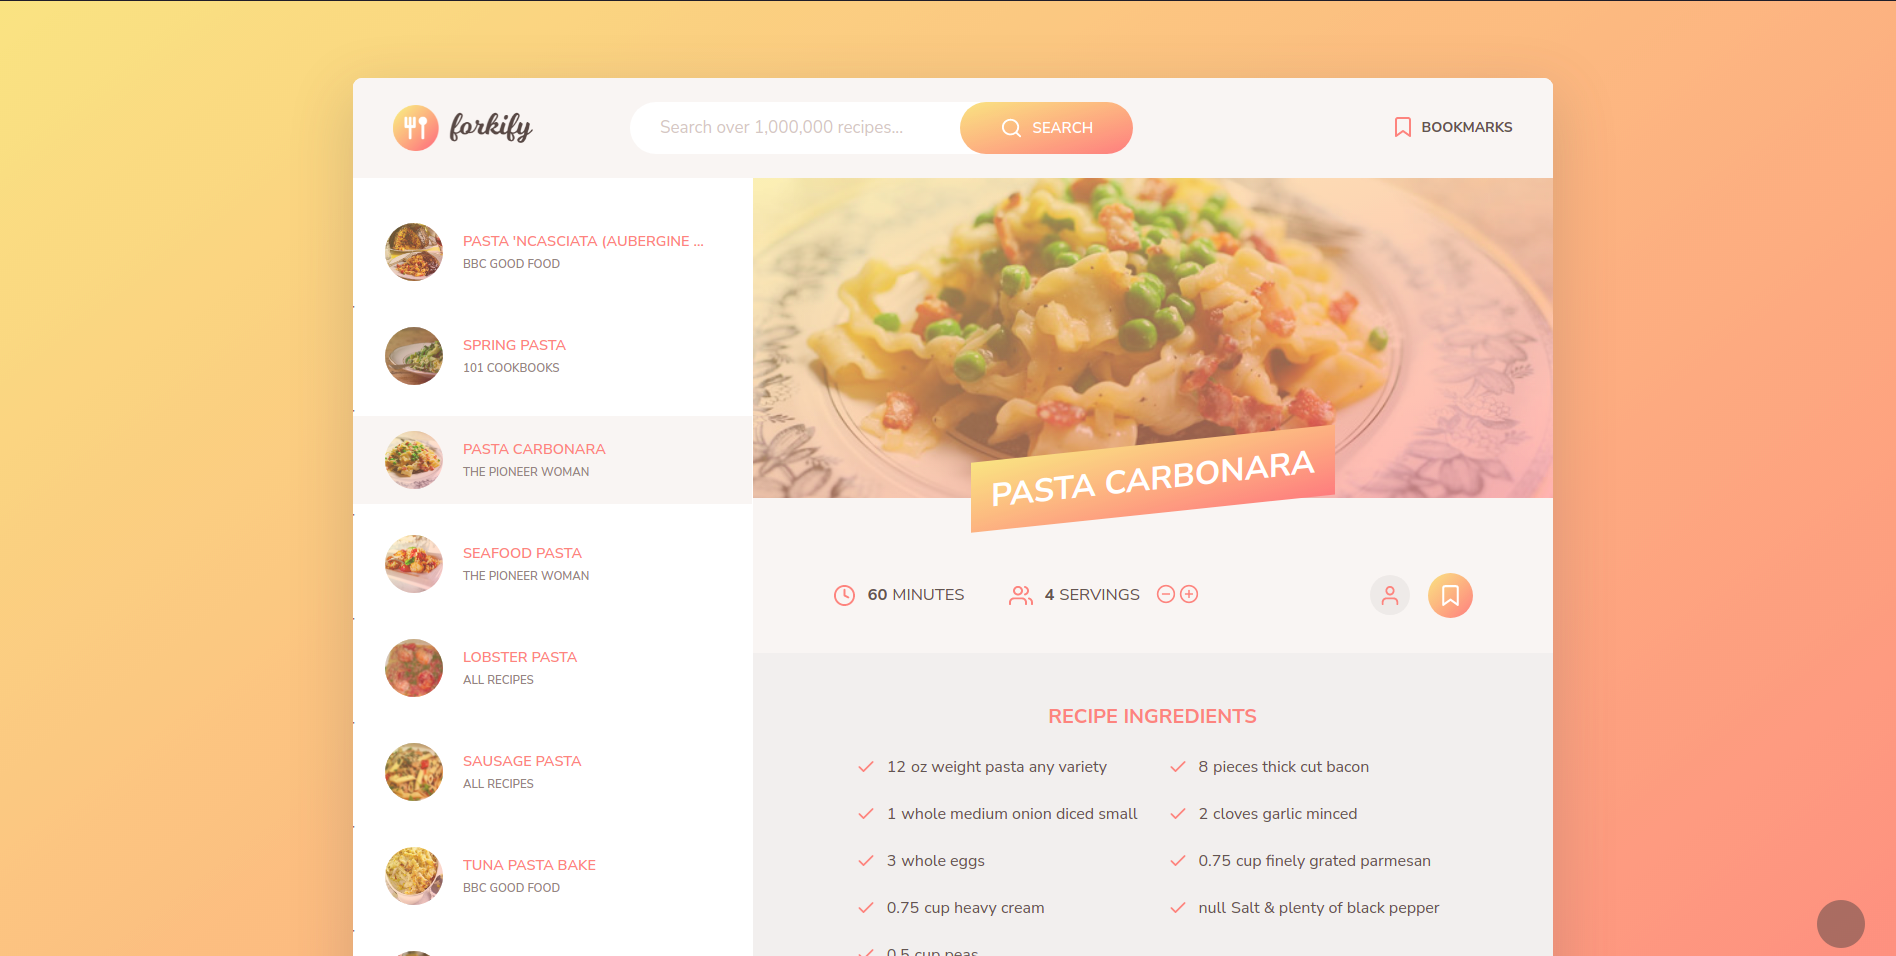 forkify
Search over 1,000,000 recipes...
SEARCH
BOOKMARKS
PASTA 'NCASCIATA (AUBERGINE ...
BBC GOOD FOOD
SPRING PASTA
101 COOKBOOKS
PASTA CARBONARA
THE PIONEER WOMAN
SEAFOOD PASTA
THE PIONEER WOMAN
LOBSTER PASTA
ALL RECIPES
SAUSAGE PASTA
ALL RECIPES
TUNA PASTA BAKE
BBC GOOD FOOD
PASTA CARBONARA
60 MINUTES
4 SERVINGS
RECIPE INGREDIENTS
12 oz weight pasta any variety
8 pieces thick cut bacon
1 whole medium onion diced small
2 cloves garlic minced
3 whole eggs
0.75 cup finely grated parmesan
0.75 cup heavy cream
null Salt & plenty of black pepper
0.5 cup peas